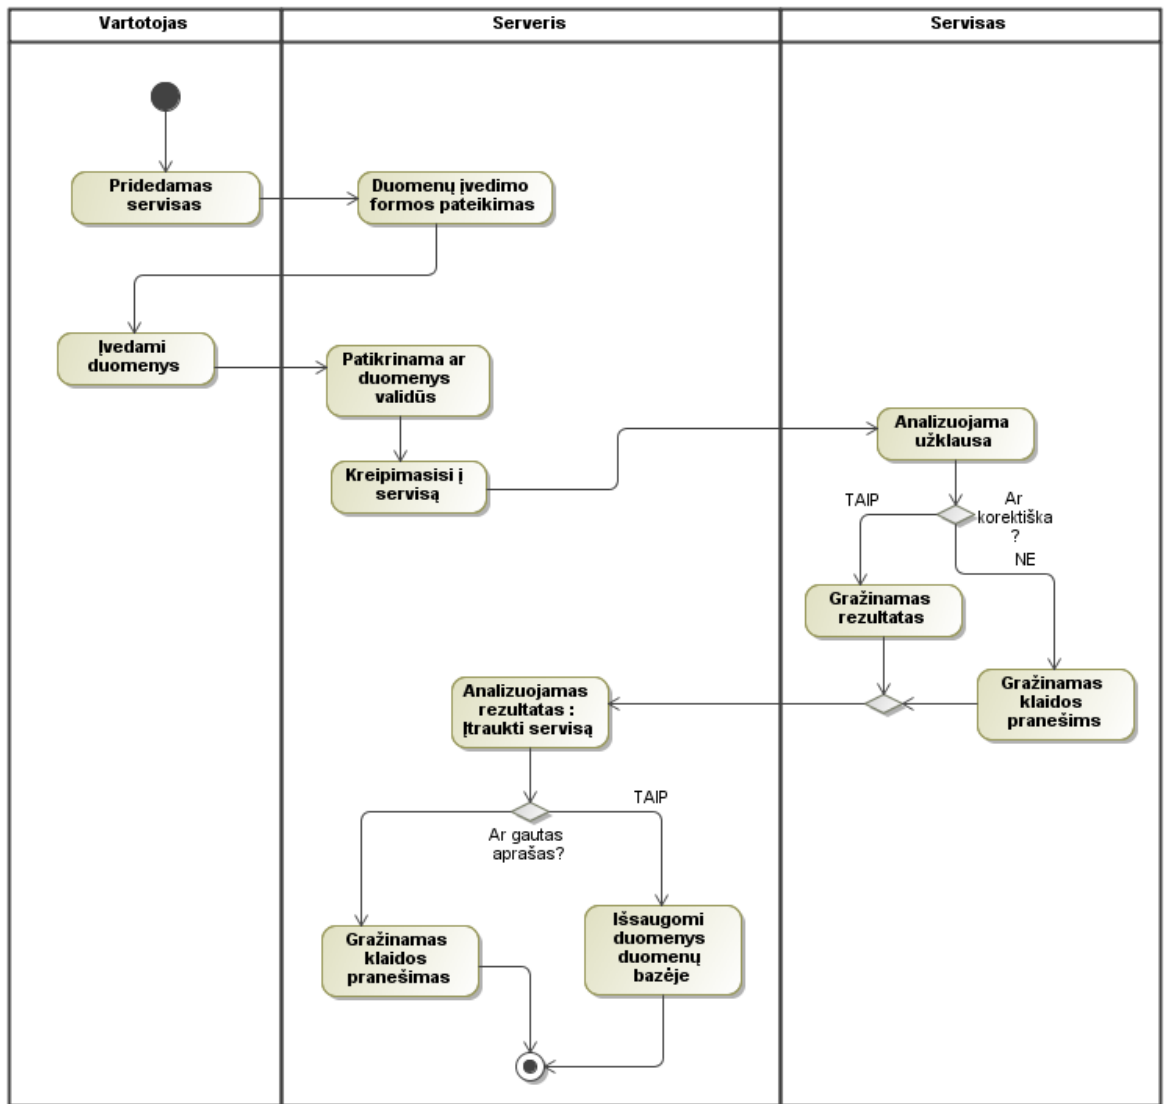 Vartotojas
Serveris
Servisas
Pridedamas
servisas
Duomenų įvedimo
formos pateikimas
Įvedami
duomenys
Patikrinama ar
duomenys
validūs
Kreipimasisi į
servisą
Analizuojama
užklausa
TAIP
Ar
korektiška
?
NE
Gražinamas
rezultatas
Gražinamas
klaidos
pranešims
Analizuojamas
rezultatas :
Įtraukti servisą
TAIP
Ar gautas
aprašas?
Gražinamas
klaidos
pranešimas
Išsaugomi
duomenys
duomenų
bazėje